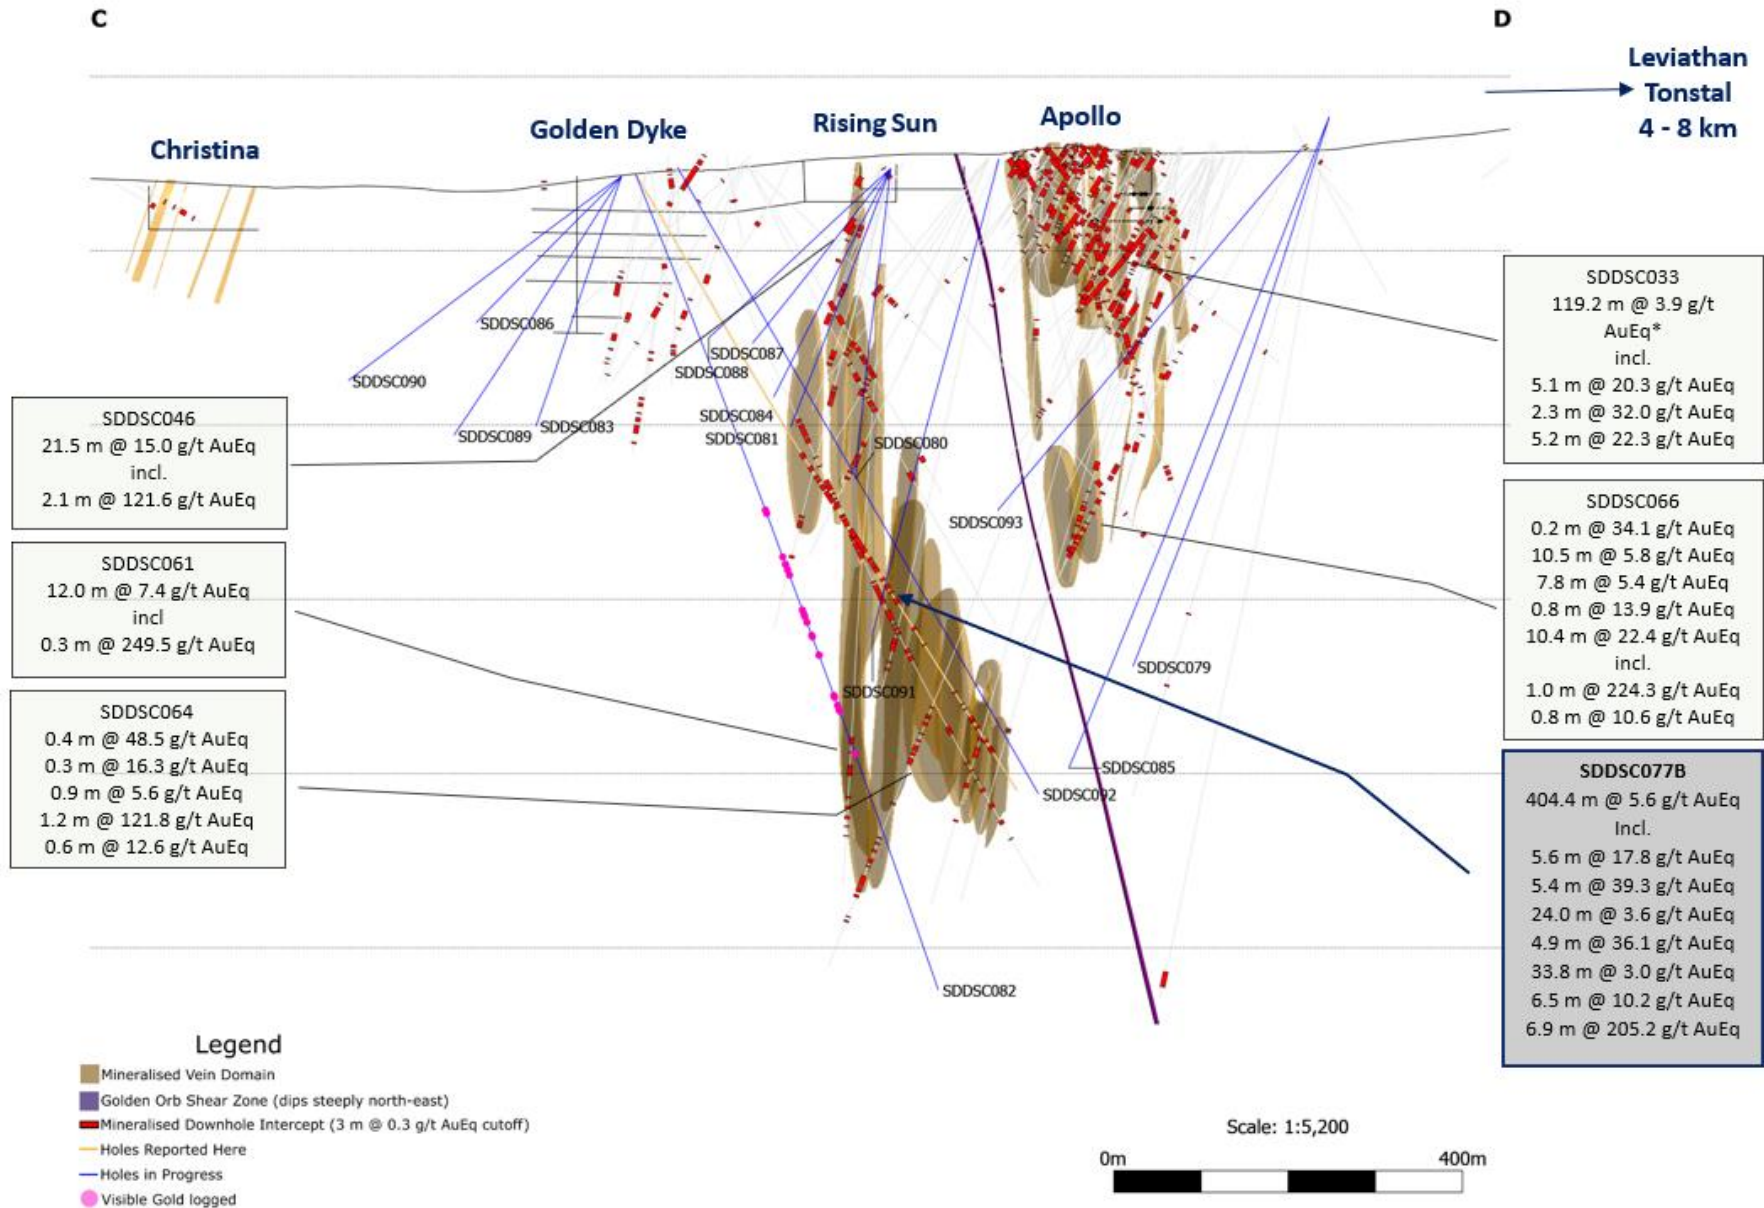 C
D
Leviathan
Tonstal
4 - 8 km
Christina
Golden Dyke
Rising Sun
Apollo
SDDSC086
SDDSC087
SDDSC088
SDDSC090
SDDSC084
SDDSC083
SDDSC089
SDDSC081
SDDSC080
SDDSC093
SDDSC079
SDDSC091
SDDSC085
SDDSC092
SDDSC082
SDDSC046
21.5 m @ 15.0 g/t AuEq
incl.
2.1 m @ 121.6 g/t AuEq
SDDSC061
12.0 m @ 7.4 g/t AuEq
incl
0.3 m @ 249.5 g/t AuEq
SDDSC064
0.4 m @ 48.5 g/t AuEq
0.3 m @ 16.3 g/t AuEq
0.9 m @ 5.6 g/t AuEq
1.2 m @ 121.8 g/t AuEq
0.6 m @ 12.6 g/t AuEq
SDDSC033
119.2 m @ 3.9 g/t
AuEq*
incl.
5.1 m @ 20.3 g/t AuEq
2.3 m @ 32.0 g/t AuEq
5.2 m @ 22.3 g/t AuEq
SDDSC066
0.2 m @ 34.1 g/t AuEq
10.5 m @ 5.8 g/t AuEq
7.8 m @ 5.4 g/t AuEq
0.8 m @ 13.9 g/t AuEq
10.4 m @ 22.4 g/t AuEq
incl.
1.0 m @ 224.3 g/t AuEq
0.8 m @ 10.6 g/t AuEq
SDDSC077B
404.4 m @ 5.6 g/t AuEq
Incl.
5.6 m @ 17.8 g/t AuEq
5.4 m @ 39.3 g/t AuEq
24.0 m @ 3.6 g/t AuEq
4.9 m @ 36.1 g/t AuEq
33.8 m @ 3.0 g/t AuEq
6.5 m @ 10.2 g/t AuEq
6.9 m @ 205.2 g/t AuEq
Legend
Mineralised Vein Domain
Golden Orb Shear Zone (dips steeply north-east)
Mineralised Downhole Intercept (3 m @ 0.3 g/t AuEq cutoff)
Holes Reported Here
Holes in Progress
Visible Gold logged
Scale: 1:5,200
0m
400m